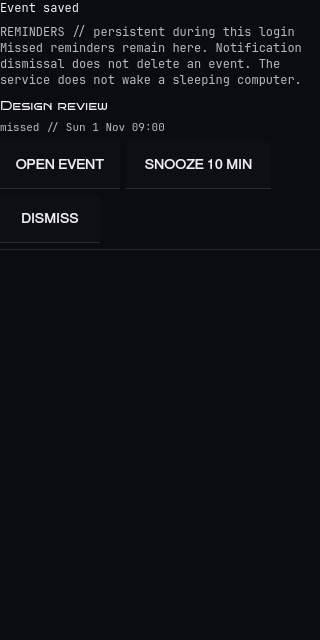 Event saved
REMINDERS // persistent during this login
Missed reminders remain here. Notification
dismissal does not delete an event. The
service does not wake a sleeping computer.
Design review
missed // Sun 1 Nov 09:00
OPEN EVENT
SNOOZE 10 MIN
DISMISS